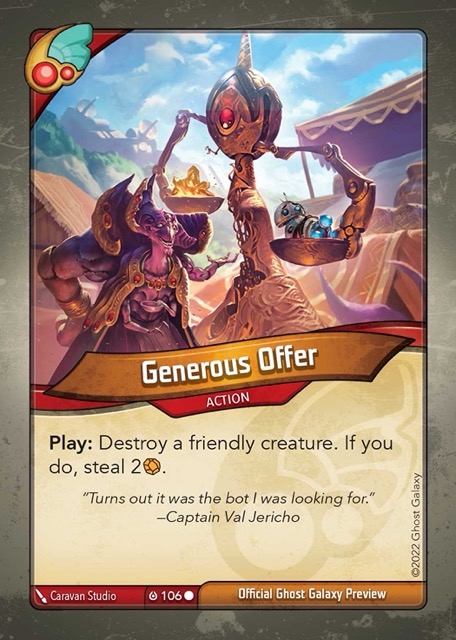 Generous Offer
ACTION
Play: Destroy a friendly creature. If you
do, steal 2.
"Turns out it was the bot I was looking for."
–Captain Val Jericho
©2022 Ghost Galaxy
Caravan Studio
106
Official Ghost Galaxy Preview